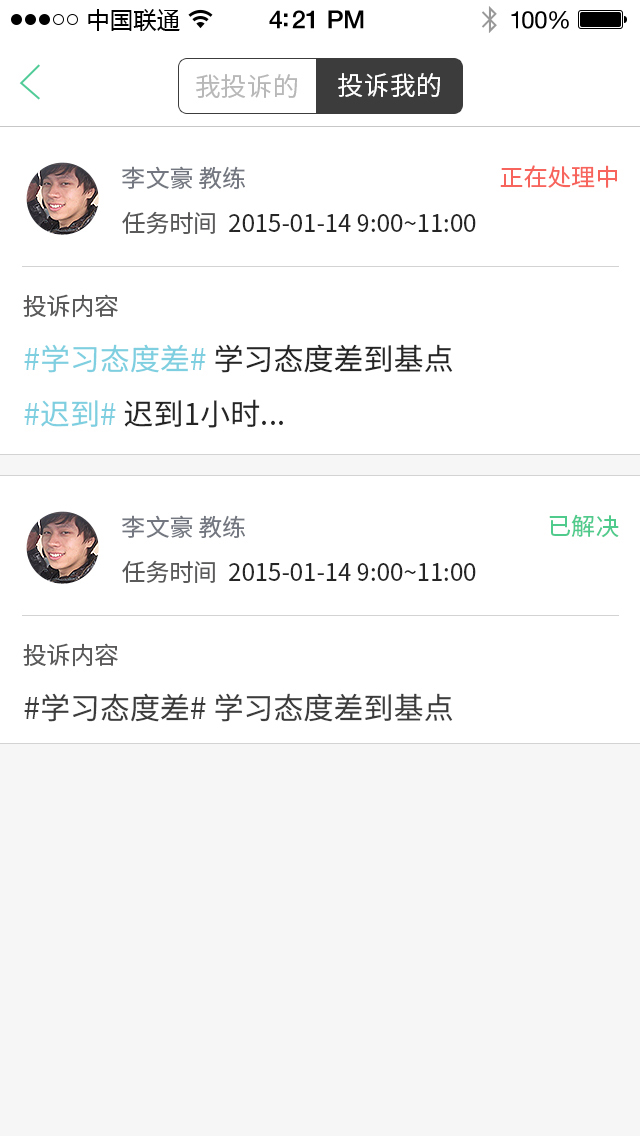 中国联通 4:21 PM 100%
我投诉的 投诉我的
李文豪 教练 正在处理中
任务时间 2015-01-14 9:00~11:00
投诉内容
#学习态度差# 学习态度差到基点
#迟到# 迟到1小时...
李文豪 教练 已解决
任务时间 2015-01-14 9:00~11:00
投诉内容
#学习态度差# 学习态度差到基点